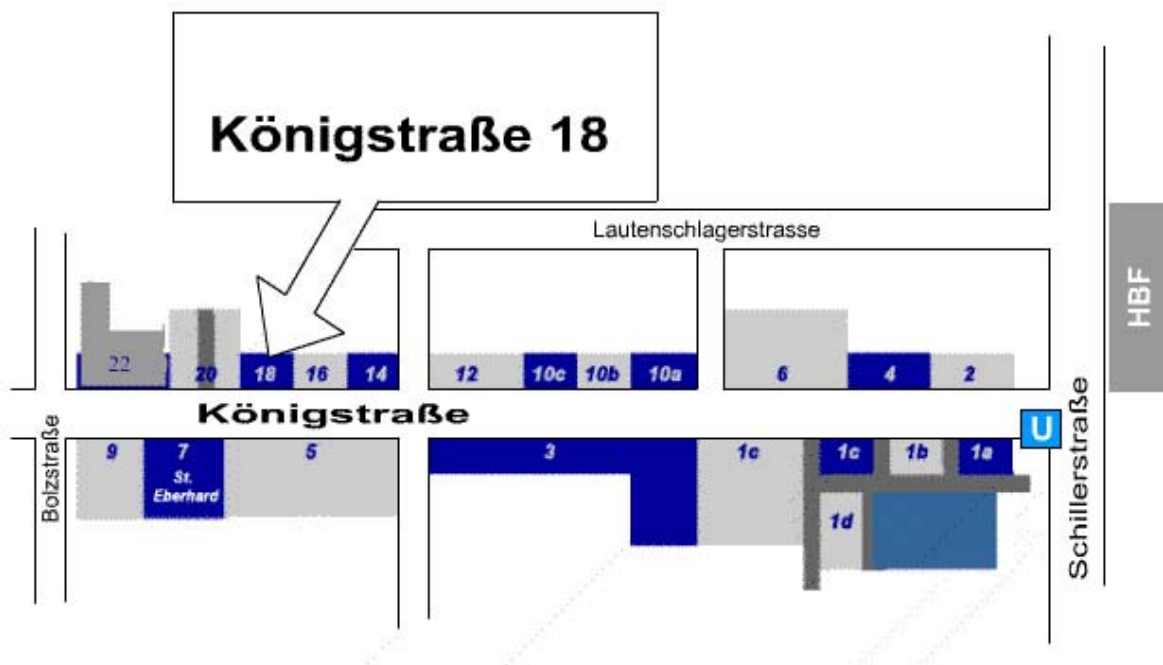 Königstraße 18
Lautenschlagerstrasse
HBF
22
20
18
16
14
12
10c
10b
10a
6
4
2
Königstraße
U
Bolzstraße
9
7
St.
Eberhard
5
3
1c
1c
1b
1a
1d
Schillerstraße